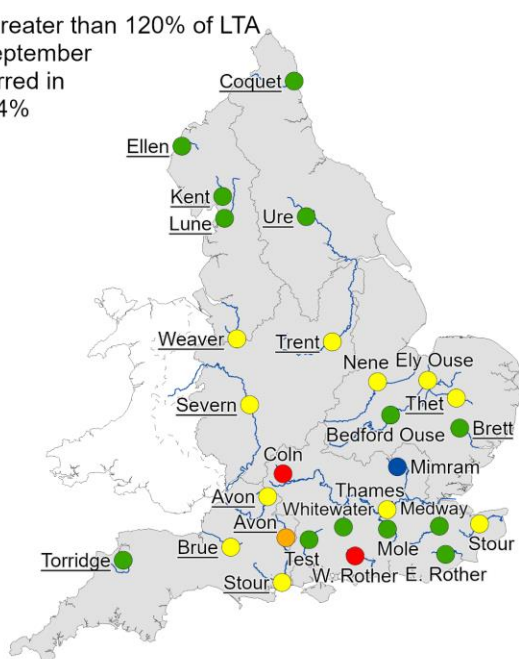 reater than 120% of LTA
eptember
rred in
4%
Coquet
Ellen
Kent
Lune
Ure
Weaver
Trent
Nene
Ely Ouse
Severn
Thet
Bedford Ouse
Brett
Coln
Mimram
Avon
Thames
Whitewater
Medway
Avon
Brue
Test
Mole
Stour
Torridge
W. Rother
E. Rother
Stour